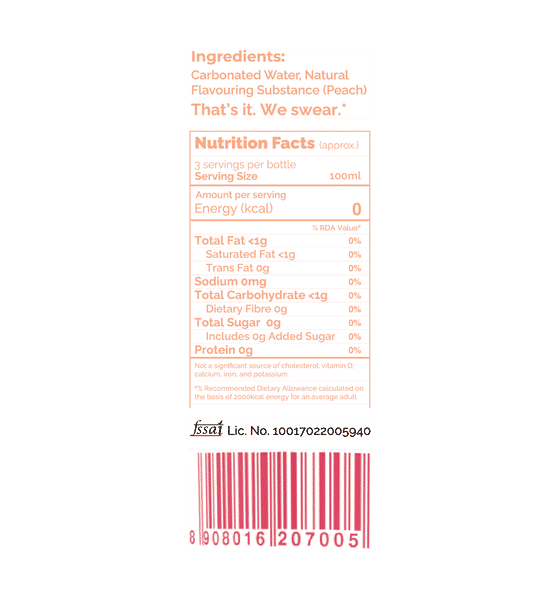 Ingredients:
Carbonated Water, Natural
Flavouring Substance (Peach)
That's it. We swear.*
Nutrition Facts (approx.)
3 servings per bottle
Serving Size 100ml
Amount per serving
Energy (kcal) 0
% RDA Value*
Total Fat <1g 0%
Saturated Fat <1g 0%
Trans Fat 0g 0%
Sodium 0mg 0%
Total Carbohydrate <1g 0%
Dietary Fibre 0g 0%
Total Sugar 0g 0%
Includes 0g Added Sugar 0%
Protein 0g 0%
Not a significant source of cholesterol, vitamin D,
calcium, iron, and potassium.
*% Recommended Dietary Allowance calculated on
the basis of 2000kcal energy for an average adult.
fssai Lic. No. 10017022005940
8 908016 207005